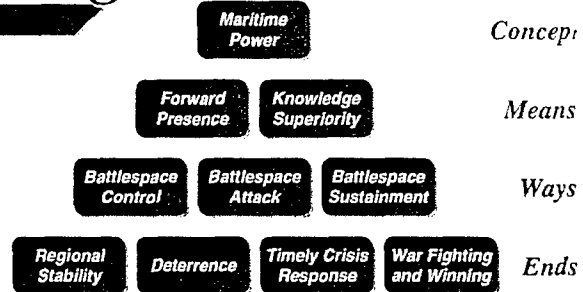 Maritime
Power
Concept
Forward
Presence
Knowledge
Superiority
Means
Battlespace
Control
Battlespace
Attack
Battlespace
Sustainment
Ways
Regional
Stability
Deterrence
Timely Crisis
Response
War Fighting
and Winning
Ends